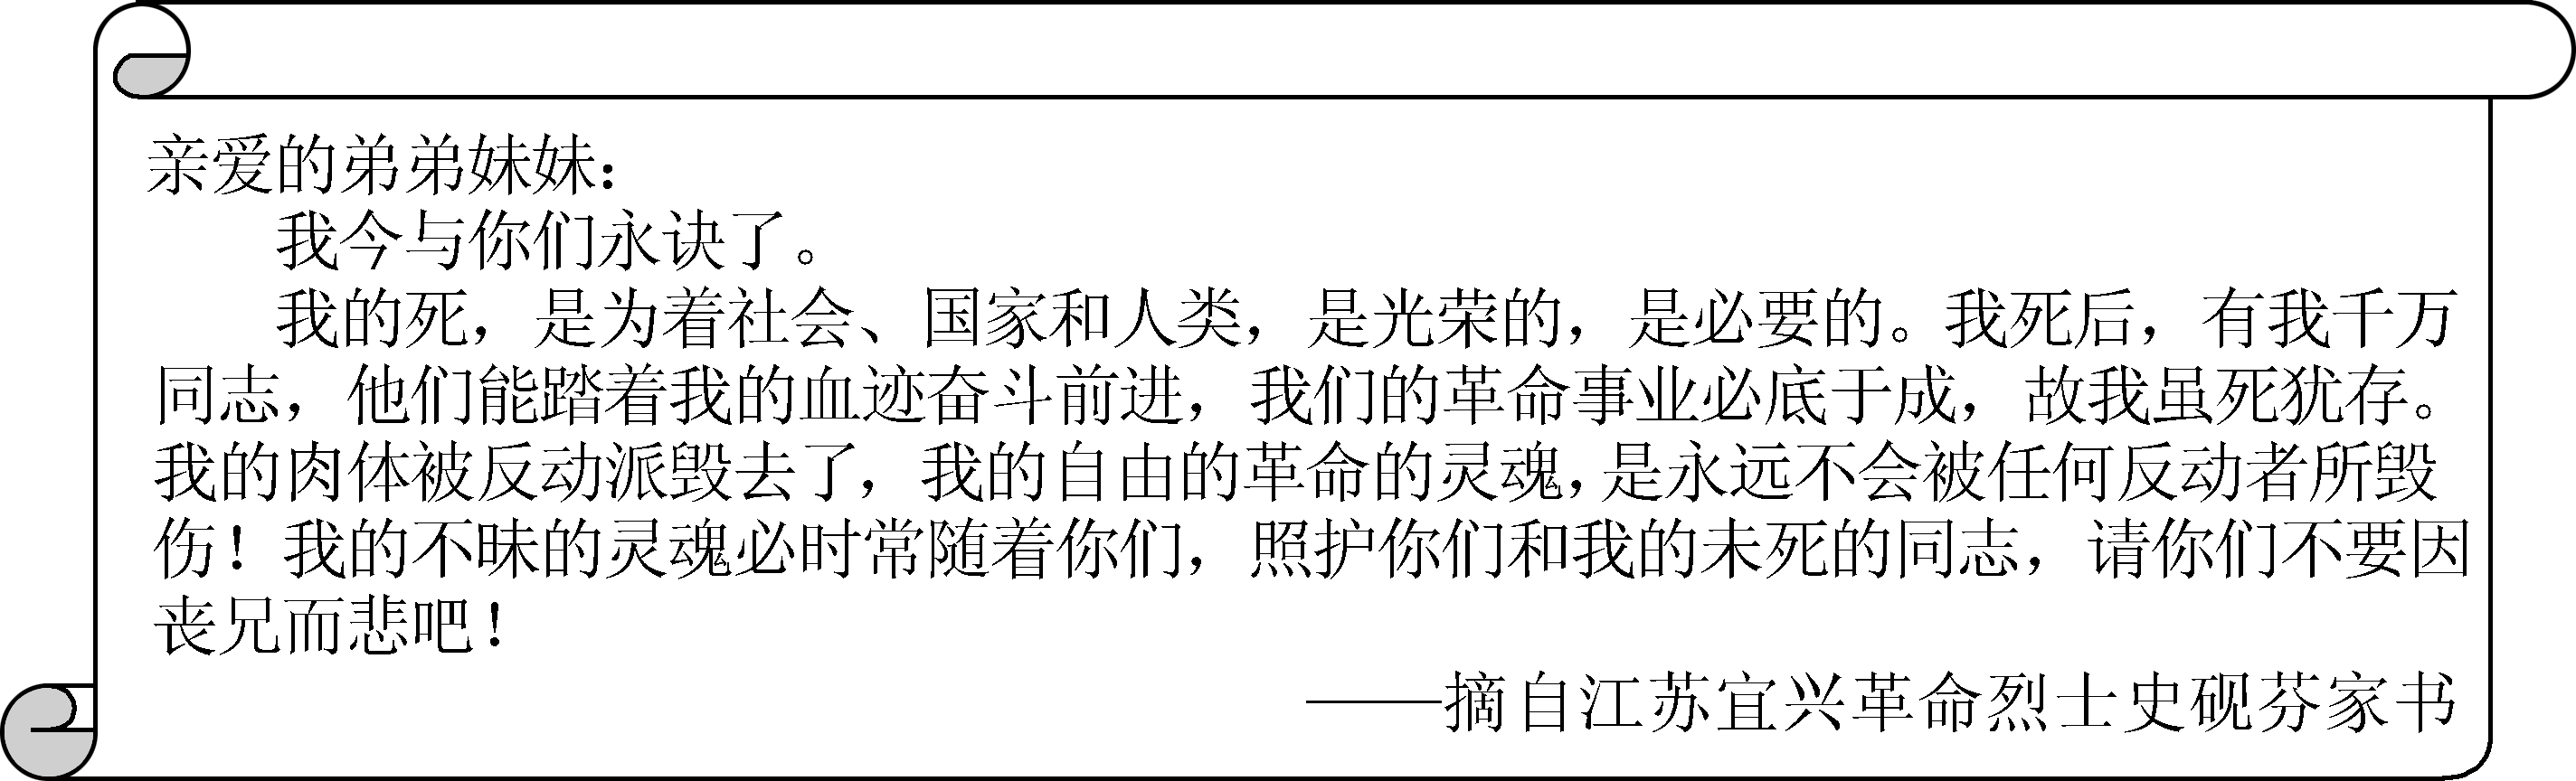 亲爱的弟弟妹妹：
我今与你们永诀了。
我的死，是为着社会、国家和人类，是光荣的，是必要的。我死后，有我千万
同志，他们能踏着我的血迹奋斗前进，我们的革命事业必底于成，故我虽死犹存。
我的肉体被反动派毁去了，我的自由的革命的灵魂，是永远不会被任何反动者所毁
伤！我的不昧的灵魂必时常随着你们，照护你们和我的未死的同志，请你们不要因
丧兄而悲吧！
——摘自江苏宜兴革命烈士史砚芬家书